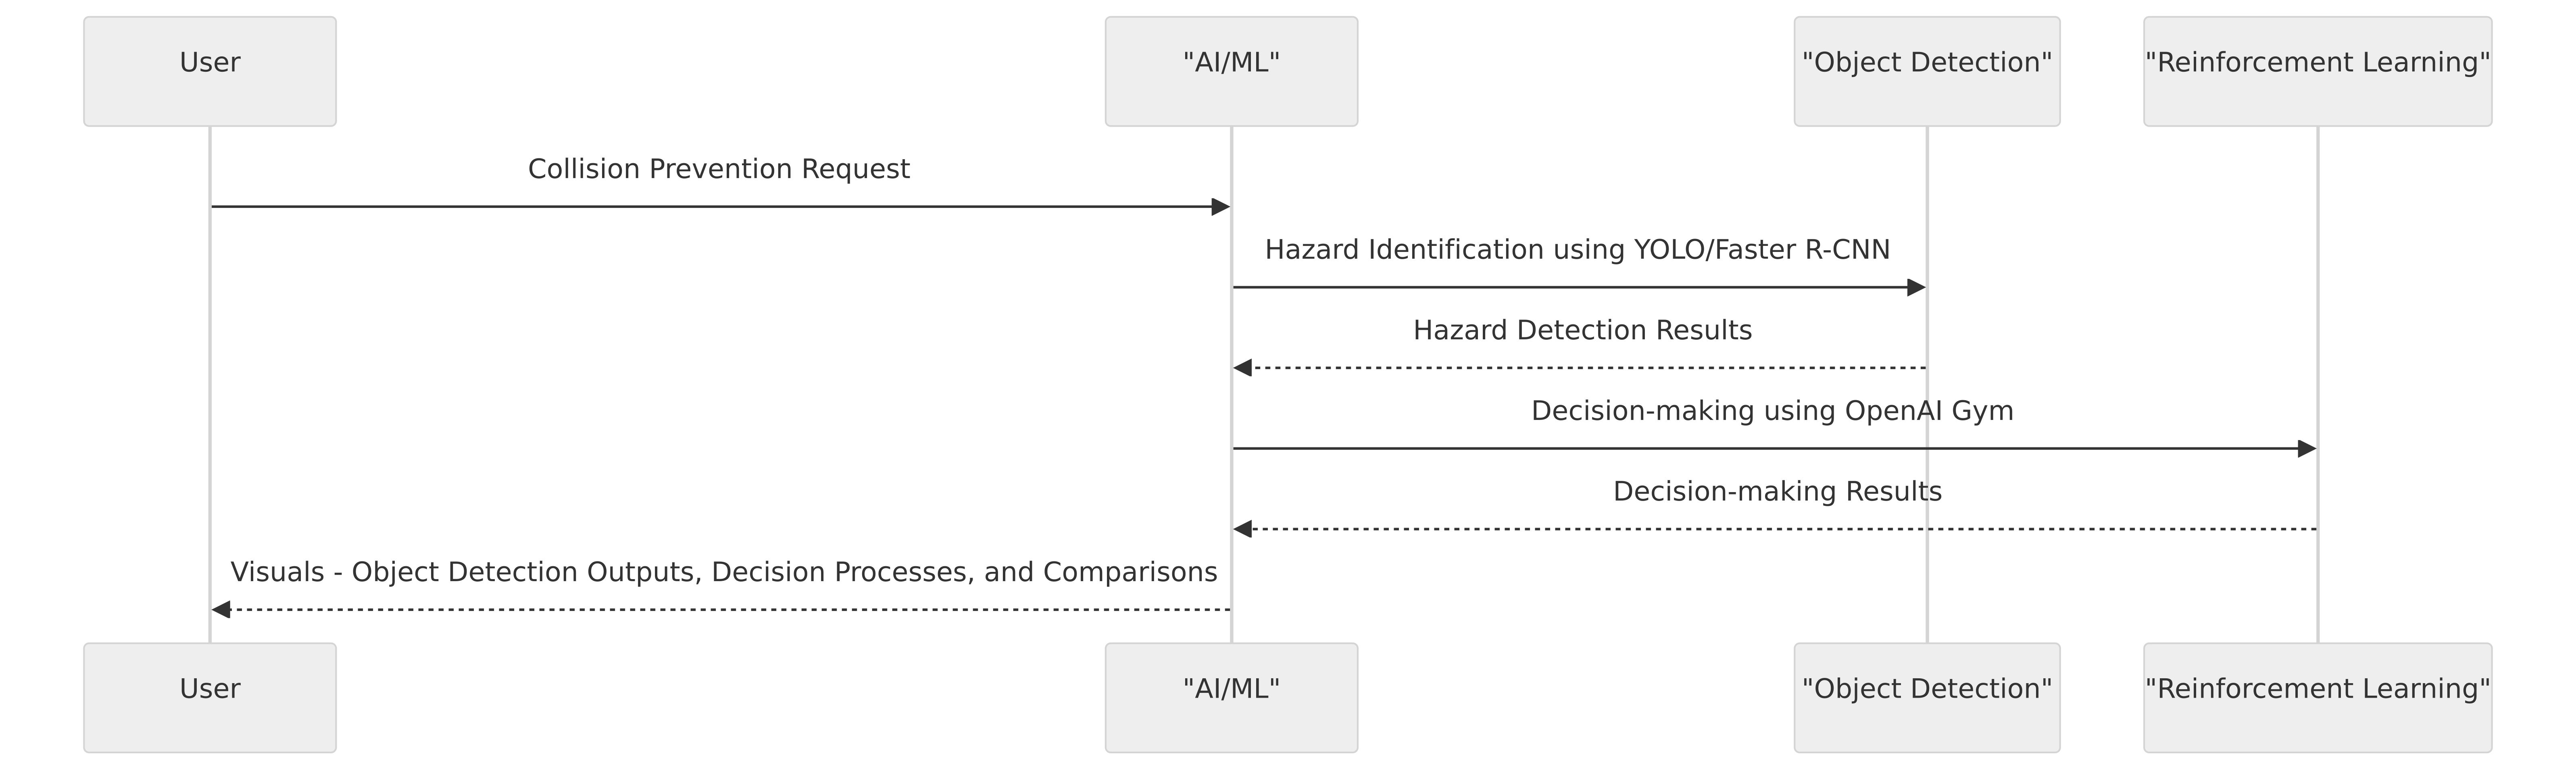 User
"AI/ML"
"Object Detection"
"Reinforcement Learning"
Collision Prevention Request
Hazard Identification using YOLO/Faster R-CNN
Hazard Detection Results
Decision-making using OpenAI Gym
Decision-making Results
Visuals - Object Detection Outputs, Decision Processes, and Comparisons
User
"AI/ML"
"Object Detection"
"Reinforcement Learning"